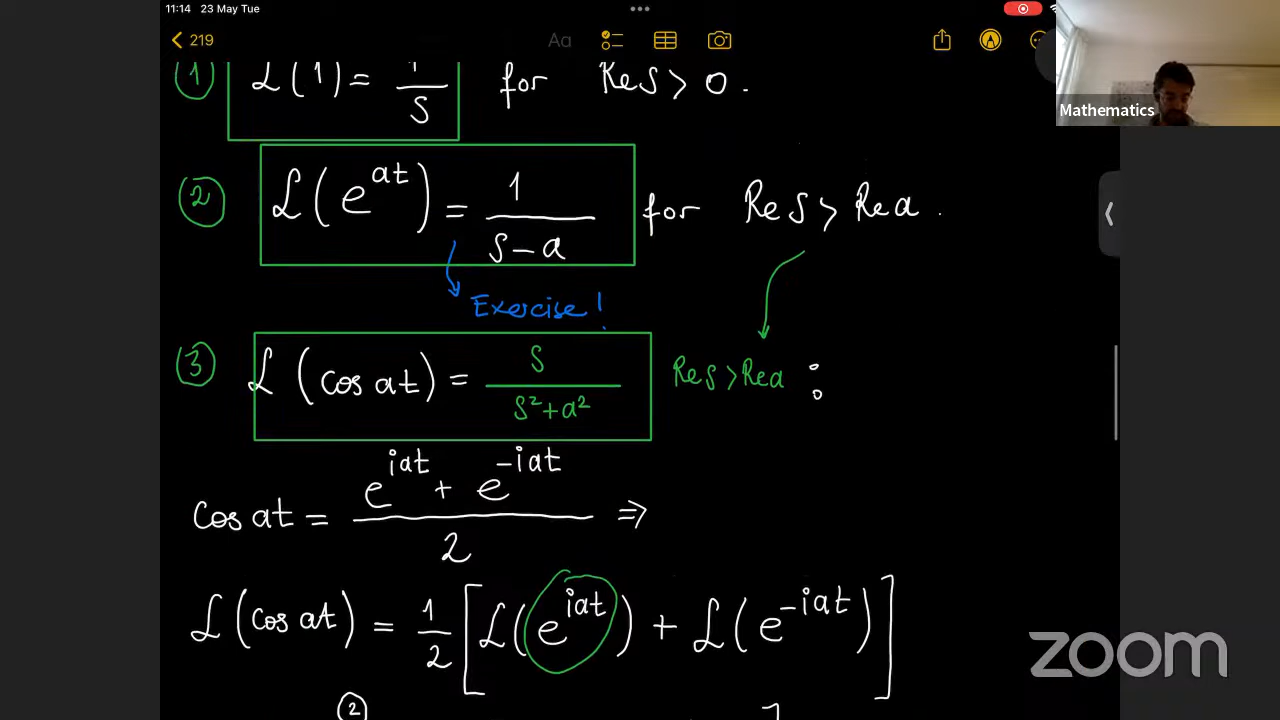 11:14 23 May Tue
219
Aa
Mathematics
① ℒ(1) = 1/s for Re s > 0.
② ℒ(e^{at}) = 1/(s-a) for Re s > Re a.
Exercise!
③ ℒ(cos at) = s/(s²+a²) Re s > Re a :
cos at = (e^{iat} + e^{-iat})/2 ⇒
ℒ(cos at) = 1/2 [ℒ(e^{iat}) + ℒ(e^{-iat})]
②
zoom